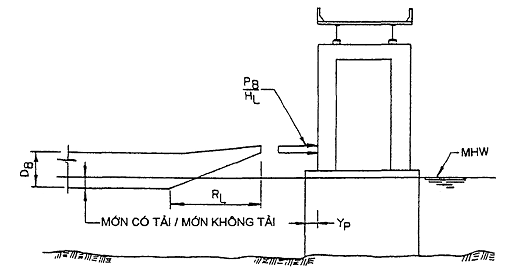 P_B
H_L
MHW
D_B
R_L
MỚN CÓ TẢI / MỚN KHÔNG TẢI
Y_P